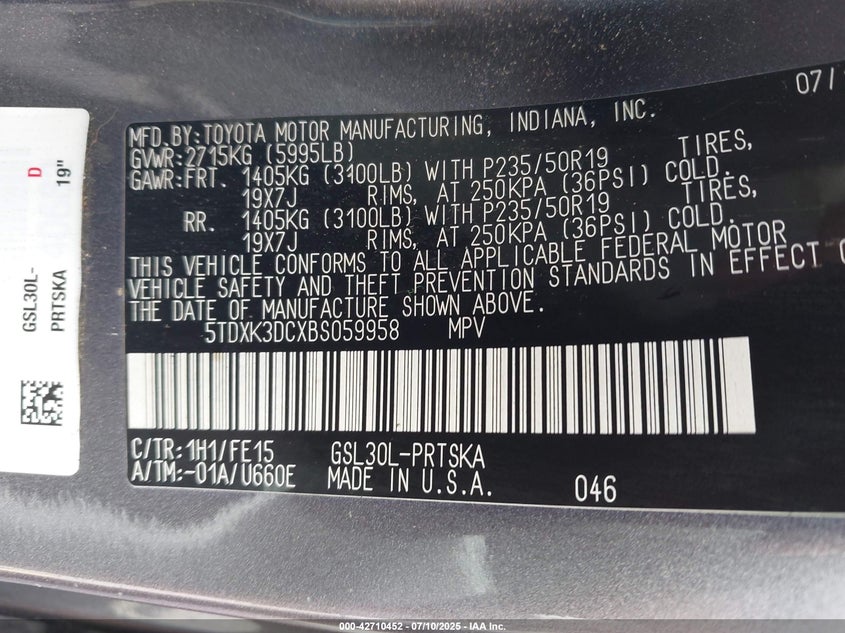 07/
MFD.BY:TOYOTA MOTOR MANUFACTURING, INDIANA, INC.
GVWR:2715KG (5995LB)
GAWR:FRT. 1405KG (3100LB) WITH P235/50R19 TIRES,
19X7J RIMS, AT 250KPA (36PSI) COLD.
RR. 1405KG (3100LB) WITH P235/50R19 TIRES,
19X7J RIMS, AT 250KPA (36PSI) COLD.
THIS VEHICLE CONFORMS TO ALL APPLICABLE FEDERAL MOTOR
VEHICLE SAFETY AND THEFT PREVENTION STANDARDS IN EFFECT
THE DATE OF MANUFACTURE SHOWN ABOVE.
5TDXK3DCXBS059958 MPV
C/TR:1H1/FE15 GSL30L-PRTSKA
A/TM:-01A/U660E MADE IN U.S.A. 046
D
19"
GSL30L-
PRTSKA
000-42710452 - 07/10/2025 - IAA Inc.